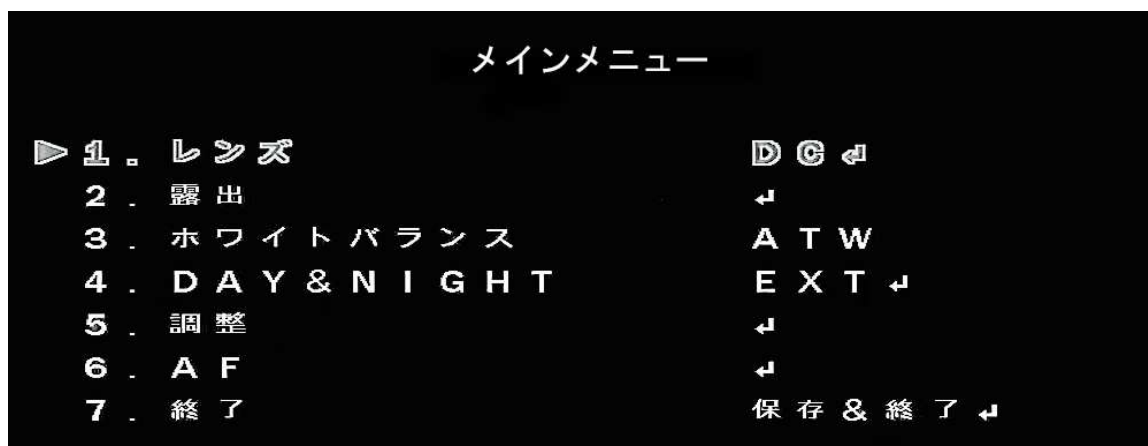 メインメニュー
▷1. レンズ DC↲
2. 露出 ↲
3. ホワイトバランス ATW
4. DAY&NIGHT EXT↲
5. 調整 ↲
6. AF ↲
7. 終了 保存&終了↲